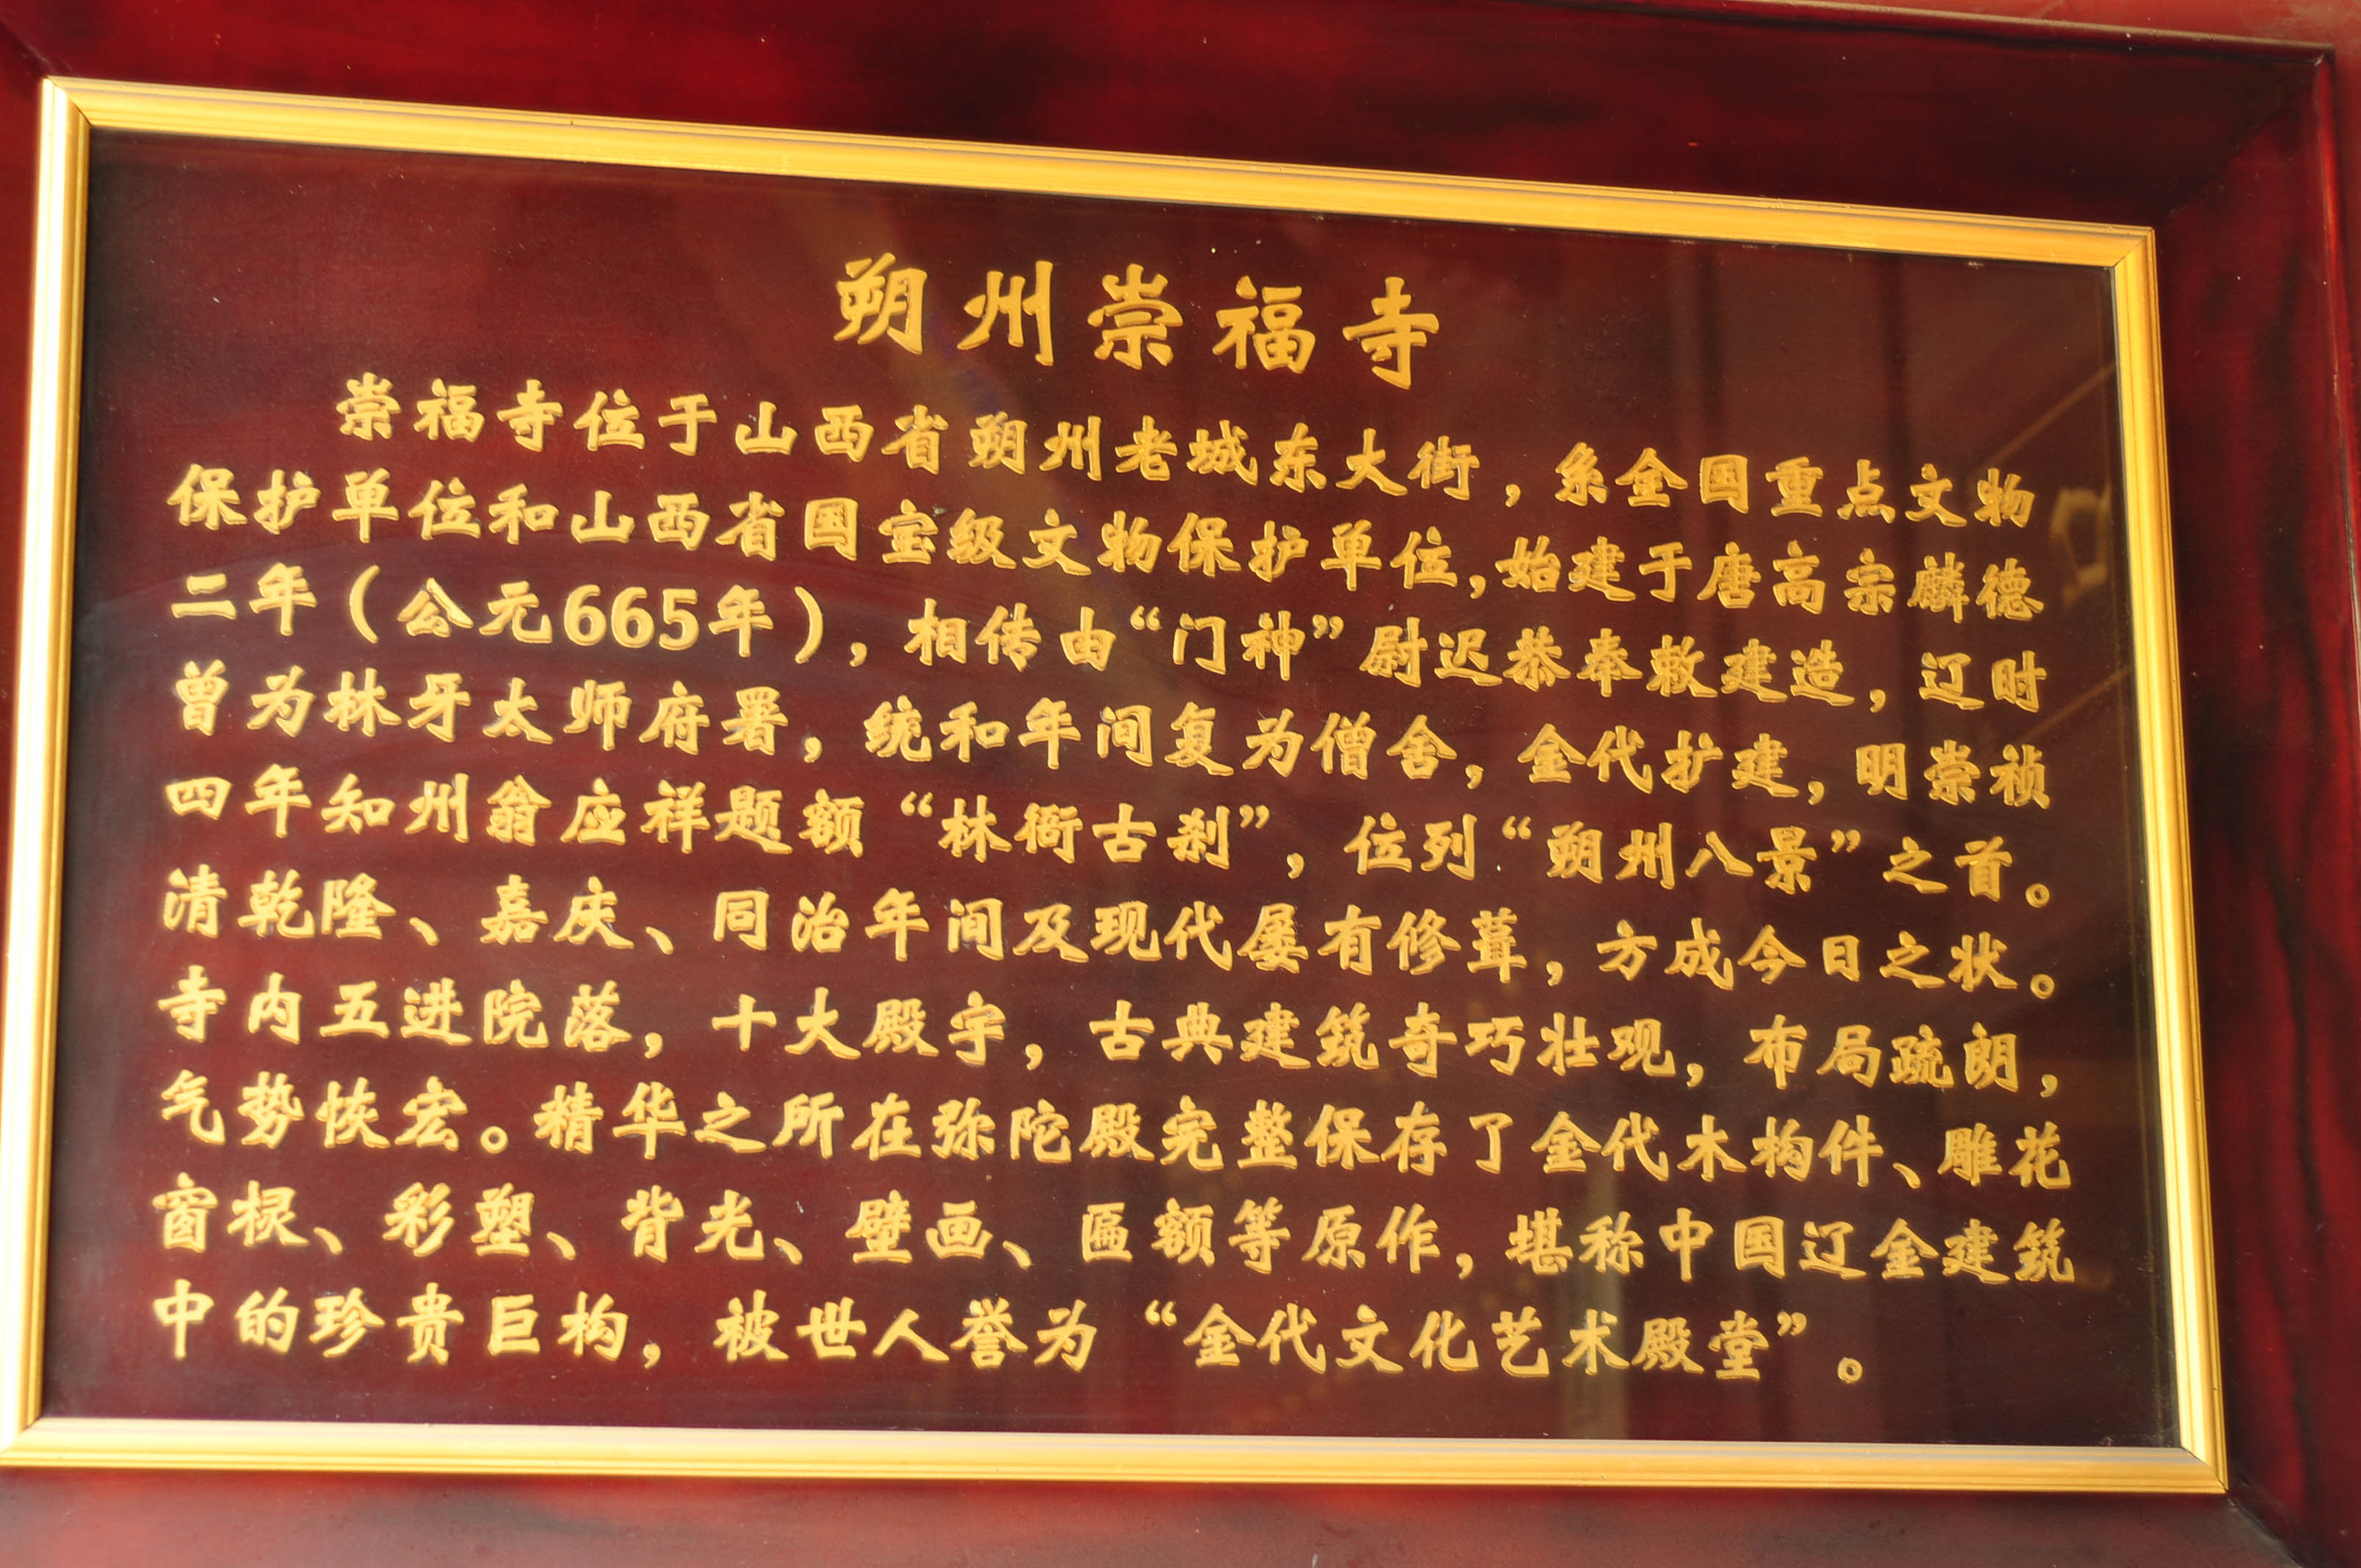 朔州崇福寺
崇福寺位于山西省朔州老城东大街，系全国重点文物
保护单位和山西省国宝级文物保护单位，始建于唐高宗麟德
二年（公元665年），相传由“门神”尉迟恭奉敕建造，辽时
曾为林牙太师府署，统和年间复为僧舍，金代扩建，明崇祯
四年知州翁应祥题额“林衙古刹”，位列“朔州八景”之首。
清乾隆、嘉庆、同治年间及现代屡有修葺，方成今日之状。
寺内五进院落，十大殿宇，古典建筑奇巧壮观，布局疏朗，
气势恢宏。精华之所在弥陀殿完整保存了金代木构件、雕花
窗棂、彩塑、背光、壁画、匾额等原作，堪称中国辽金建筑
中的珍贵巨构，被世人誉为“金代文化艺术殿堂”。